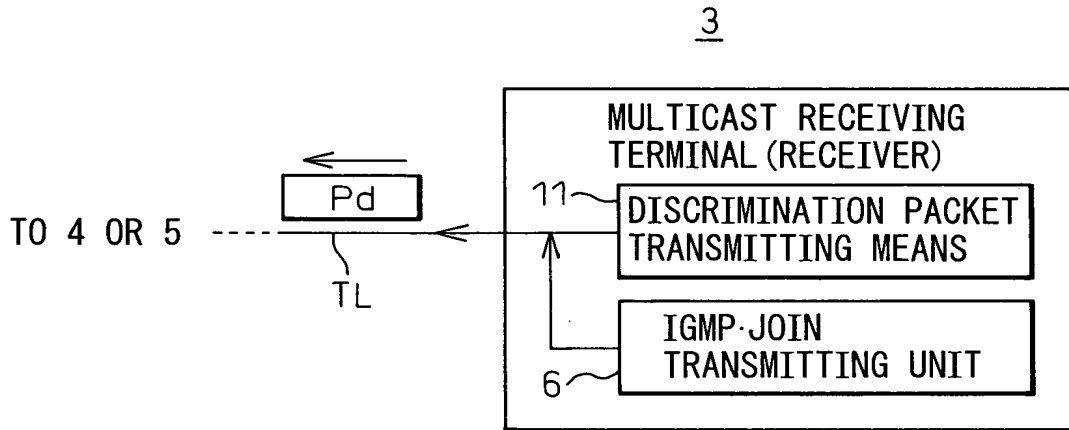 3
MULTICAST RECEIVING
TERMINAL (RECEIVER)
11
DISCRIMINATION PACKET
TRANSMITTING MEANS
Pd
TO 4 OR 5
TL
IGMP·JOIN
TRANSMITTING UNIT
6